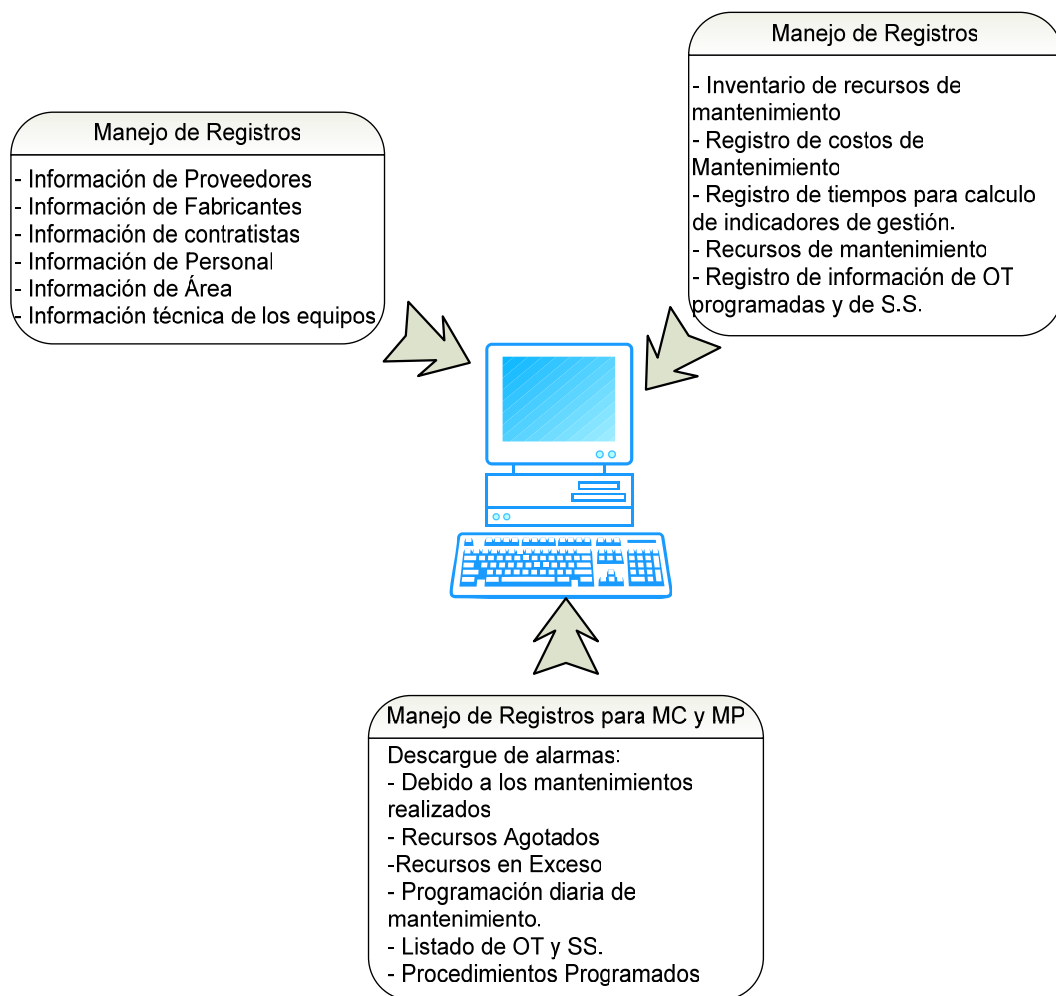 Manejo de Registros
- Información de Proveedores
- Información de Fabricantes
- Información de contratistas
- Información de Personal
- Información de Área
- Información técnica de los equipos
Manejo de Registros
- Inventario de recursos de
mantenimiento
- Registro de costos de
Mantenimiento
- Registro de tiempos para calculo
de indicadores de gestión.
- Recursos de mantenimiento
- Registro de información de OT
programadas y de S.S.
Manejo de Registros para MC y MP
Descargue de alarmas:
- Debido a los mantenimientos
realizados
- Recursos Agotados
-Recursos en Exceso
- Programación diaria de
mantenimiento.
- Listado de OT y SS.
- Procedimientos Programados